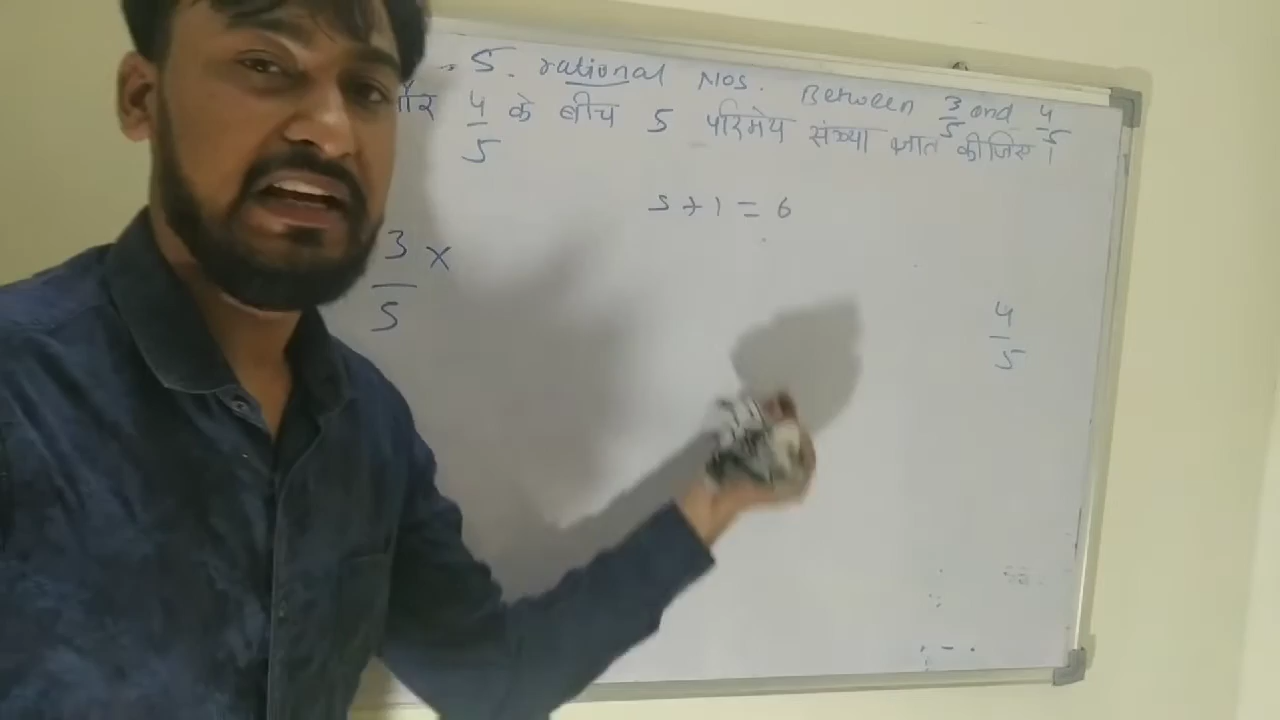 5. rational Nos. Between 3/5 and 4/5
4/5 के बीच 5 परिमेय संख्या ज्ञात कीजिए।
5+1=6
3/5 ×
4/5